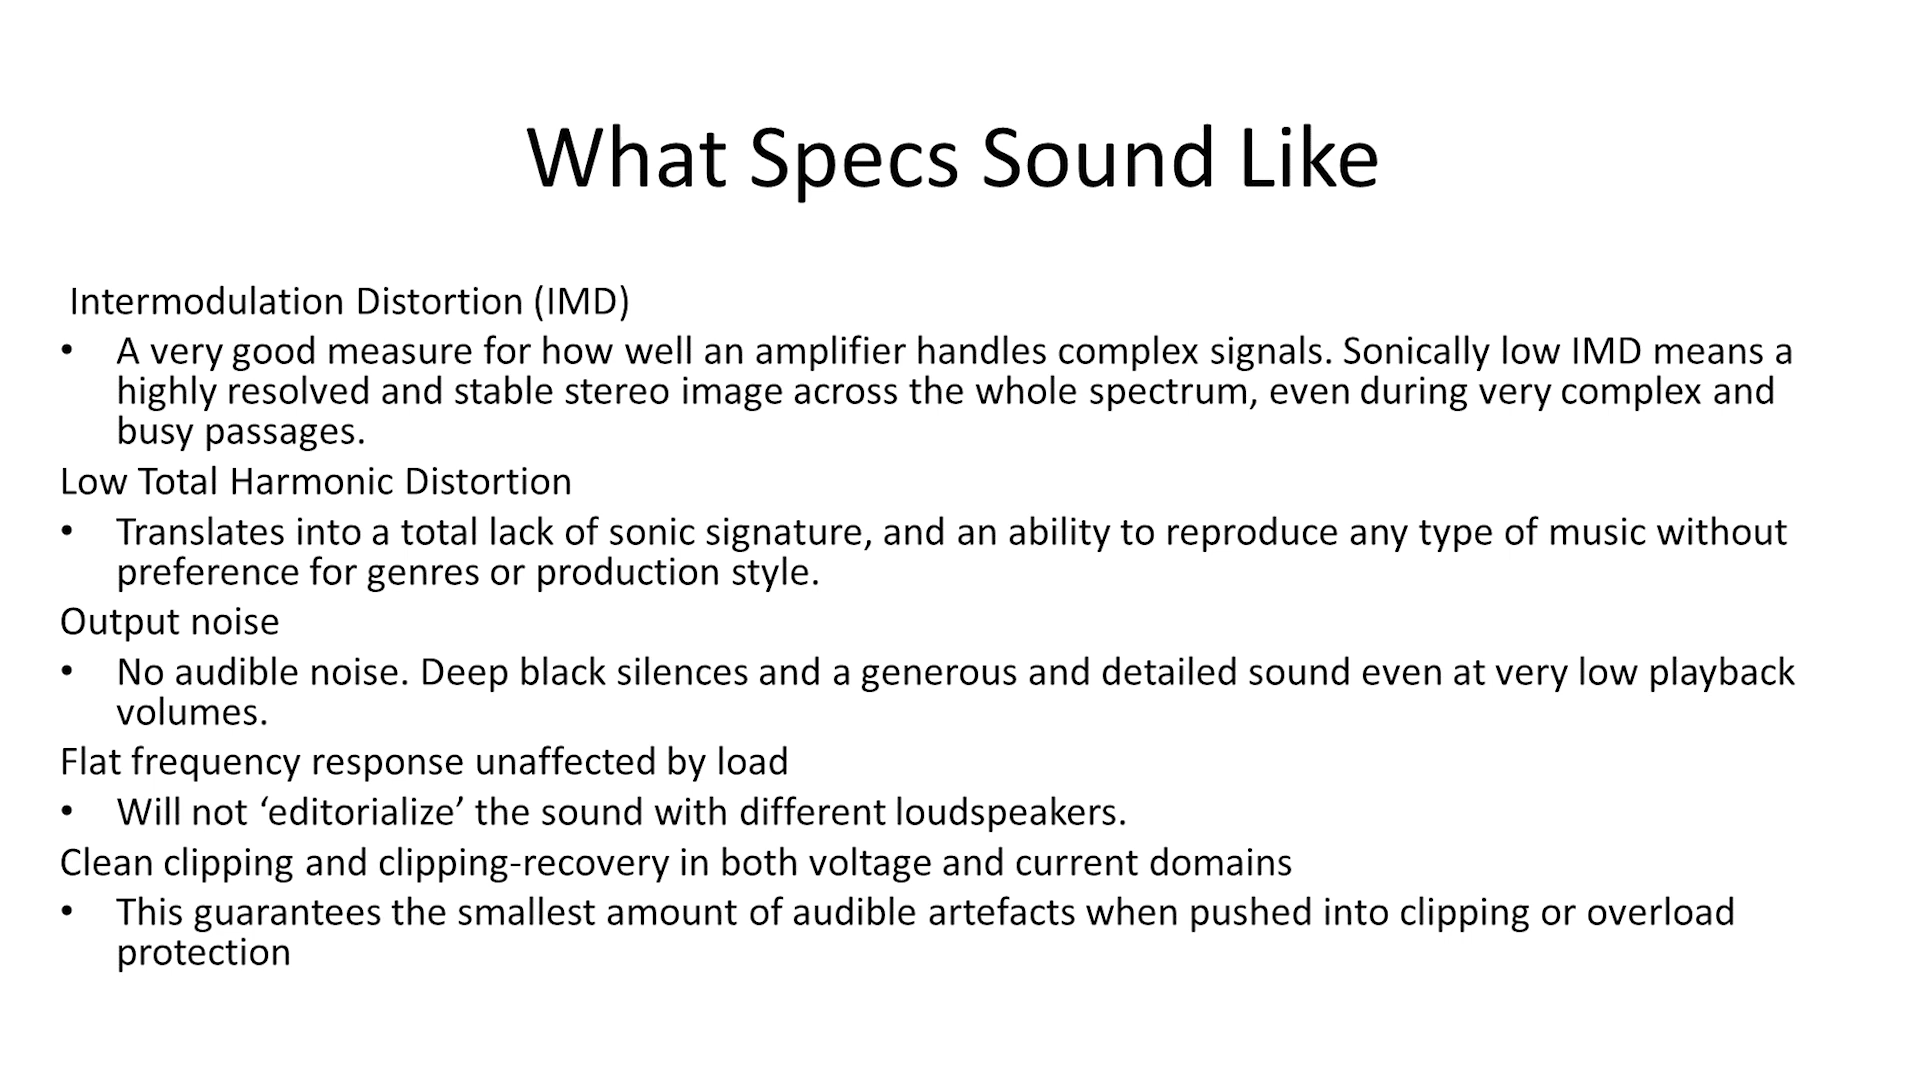 What Specs Sound Like
Intermodulation Distortion (IMD)
• A very good measure for how well an amplifier handles complex signals. Sonically low IMD means a
highly resolved and stable stereo image across the whole spectrum, even during very complex and
busy passages.
Low Total Harmonic Distortion
• Translates into a total lack of sonic signature, and an ability to reproduce any type of music without
preference for genres or production style.
Output noise
• No audible noise. Deep black silences and a generous and detailed sound even at very low playback
volumes.
Flat frequency response unaffected by load
• Will not ‘editorialize’ the sound with different loudspeakers.
Clean clipping and clipping-recovery in both voltage and current domains
• This guarantees the smallest amount of audible artefacts when pushed into clipping or overload
protection